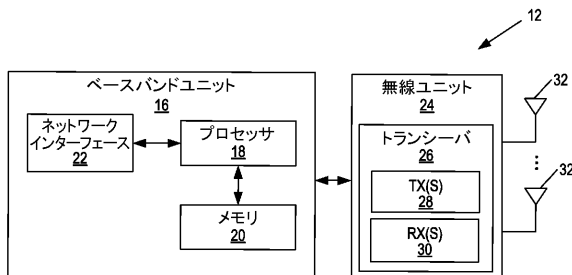 12
ベースバンドユニット
16
ネットワーク
インターフェース
22
プロセッサ
18
メモリ
20
無線ユニット
24
トランシーバ
26
TX(S)
28
RX(S)
30
32
...
32